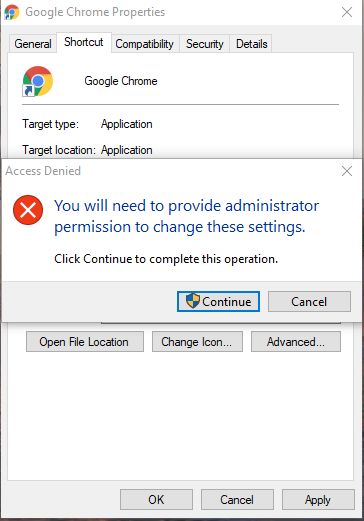 Google Chrome Properties
General Shortcut Compatibility Security Details
Google Chrome
Target type: Application
Target location: Application
Access Denied
You will need to provide administrator
permission to change these settings.
Click Continue to complete this operation.
Continue Cancel
Open File Location Change Icon... Advanced...
OK Cancel Apply